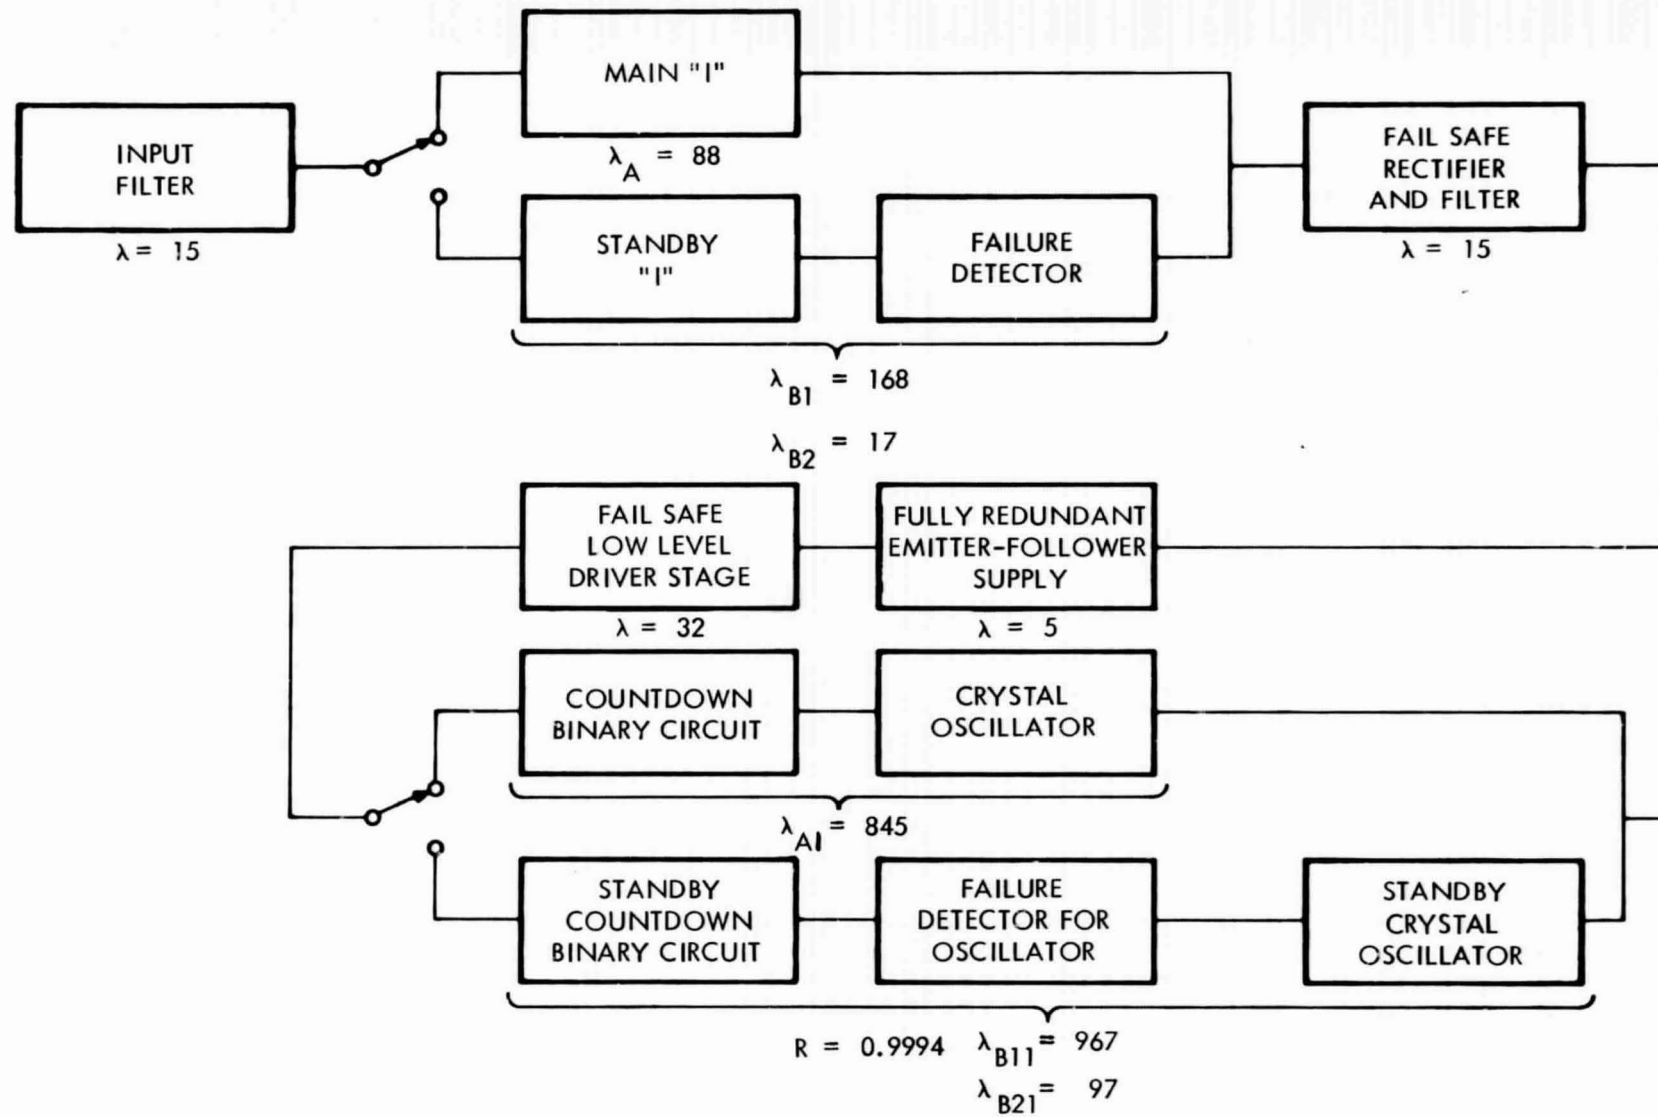 MAIN "I"
λA = 88
INPUT
FILTER
λ = 15
STANDBY
"I"
FAILURE
DETECTOR
FAIL SAFE
RECTIFIER
AND FILTER
λ = 15
λB1 = 168
λB2 = 17
FAIL SAFE
LOW LEVEL
DRIVER STAGE
λ = 32
FULLY REDUNDANT
EMITTER-FOLLOWER
SUPPLY
λ = 5
COUNTDOWN
BINARY CIRCUIT
CRYSTAL
OSCILLATOR
λA1 = 845
STANDBY
COUNTDOWN
BINARY CIRCUIT
FAILURE
DETECTOR FOR
OSCILLATOR
STANDBY
CRYSTAL
OSCILLATOR
R = 0.9994 λB11 = 967
λB21 = 97